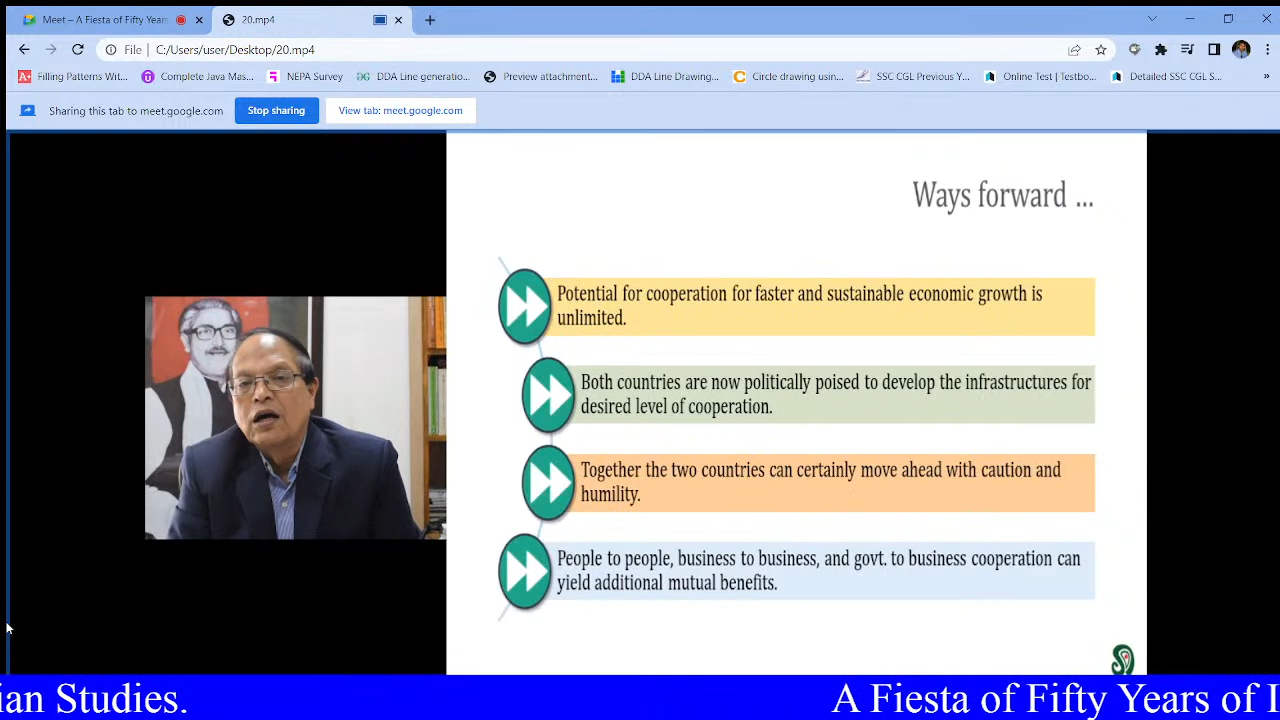 Meet – A Fiesta of Fifty Years
20.mp4
File | C:/Users/user/Desktop/20.mp4
A+ Filling Patterns Wit...
Complete Java Mas...
NEPA Survey
DDA Line generatio...
Preview attachment...
DDA Line Drawing...
Circle drawing usin...
SSC CGL Previous Y...
Online Test | Testbo...
Detailed SSC CGL S...
»
Sharing this tab to meet.google.com
Stop sharing
View tab: meet.google.com
Ways forward ...
Potential for cooperation for faster and sustainable economic growth is
unlimited.
Both countries are now politically poised to develop the infrastructures for
desired level of cooperation.
Together the two countries can certainly move ahead with caution and
humility.
People to people, business to business, and govt. to business cooperation can
yield additional mutual benefits.
ian Studies.
A Fiesta of Fifty Years of